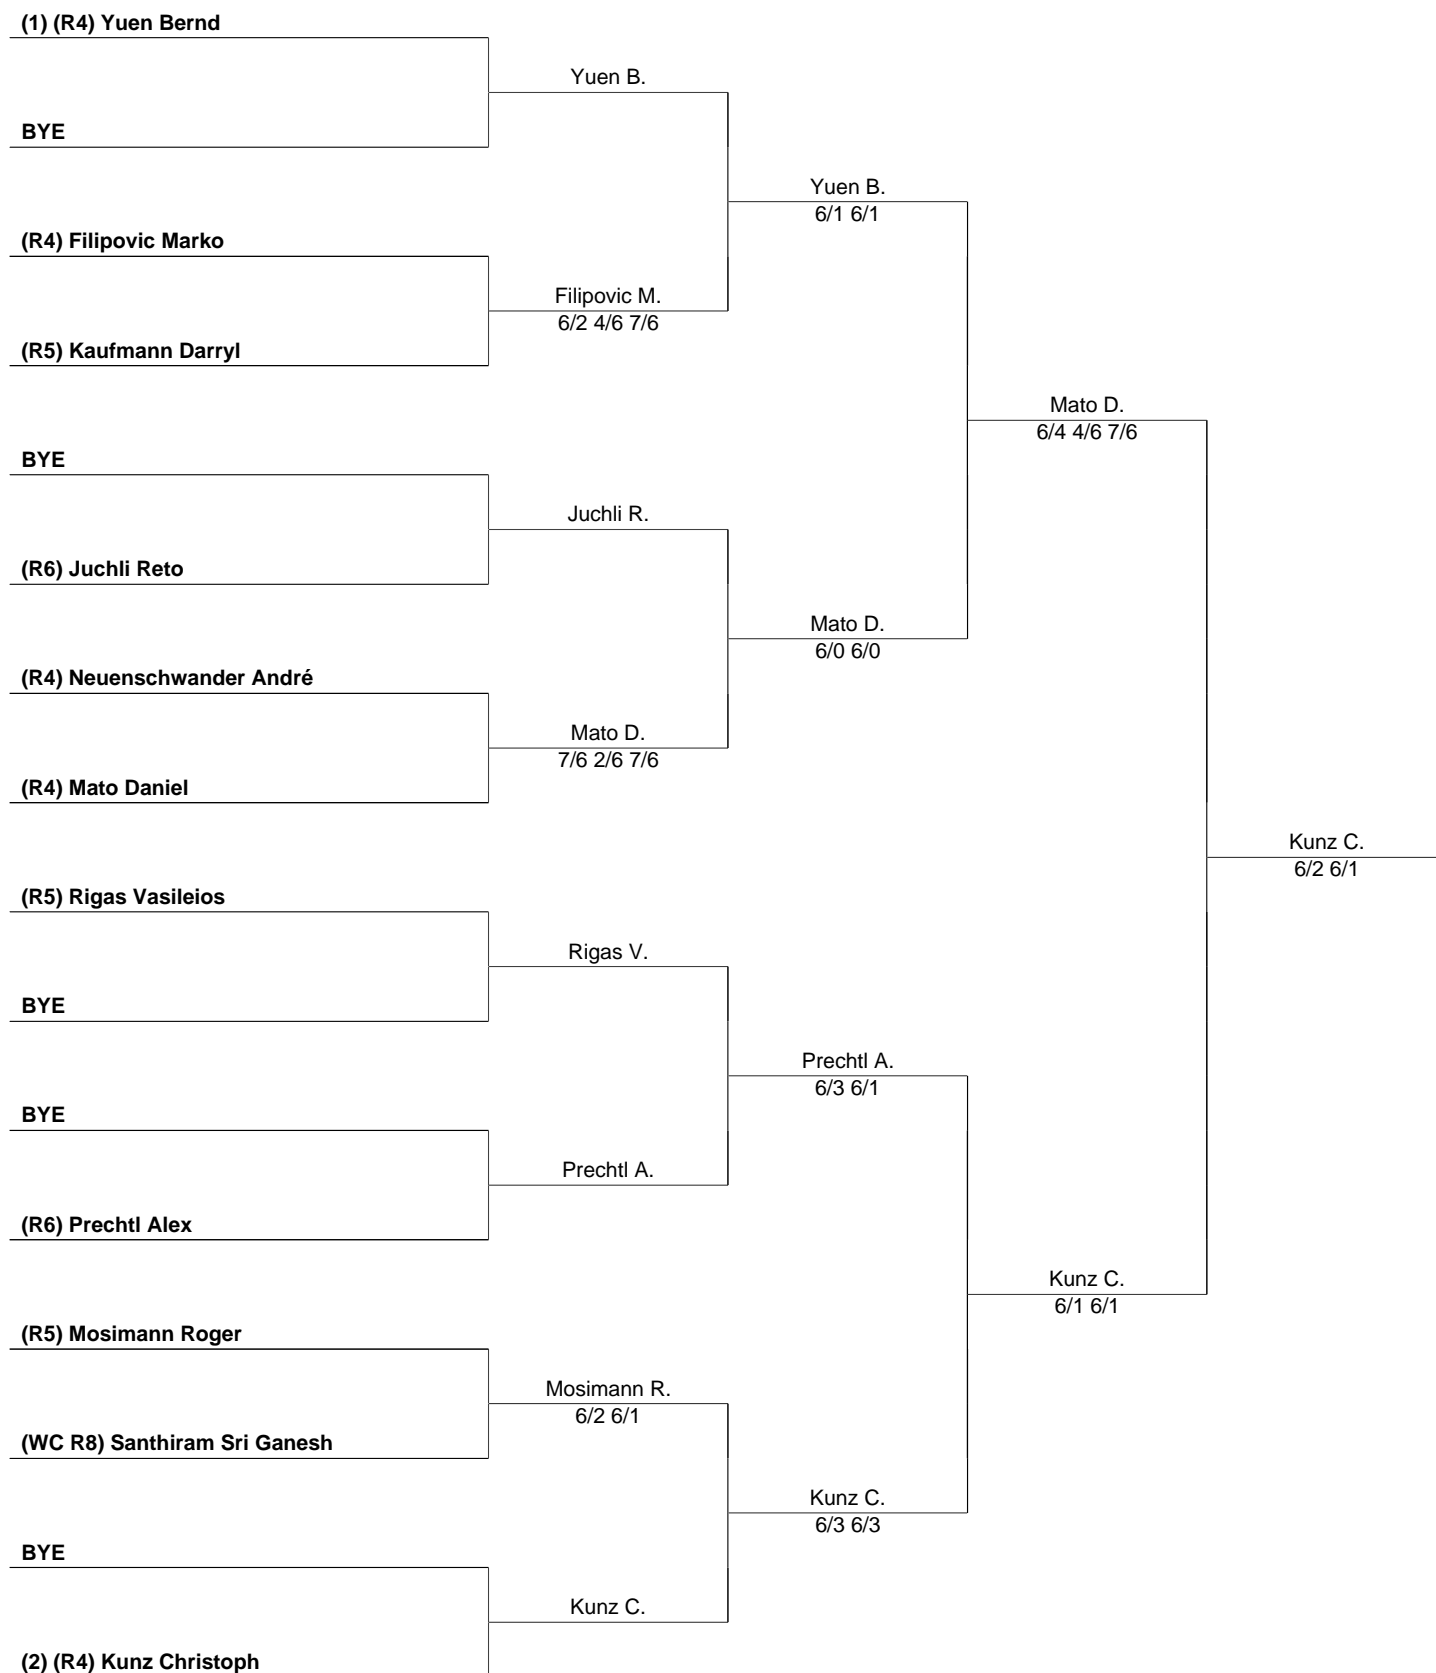 (1) (R4) Yuen Bernd
Yuen B.
BYE
Yuen B.
6/1 6/1
(R4) Filipovic Marko
Filipovic M.
6/2 4/6 7/6
(R5) Kaufmann Darryl
Mato D.
6/4 4/6 7/6
BYE
Juchli R.
(R6) Juchli Reto
Mato D.
6/0 6/0
(R4) Neuenschwander André
Mato D.
7/6 2/6 7/6
(R4) Mato Daniel
Kunz C.
6/2 6/1
(R5) Rigas Vasileios
Rigas V.
BYE
Prechtl A.
6/3 6/1
BYE
Prechtl A.
(R6) Prechtl Alex
Kunz C.
6/1 6/1
(R5) Mosimann Roger
Mosimann R.
6/2 6/1
(WC R8) Santhiram Sri Ganesh
Kunz C.
6/3 6/3
BYE
Kunz C.
(2) (R4) Kunz Christoph